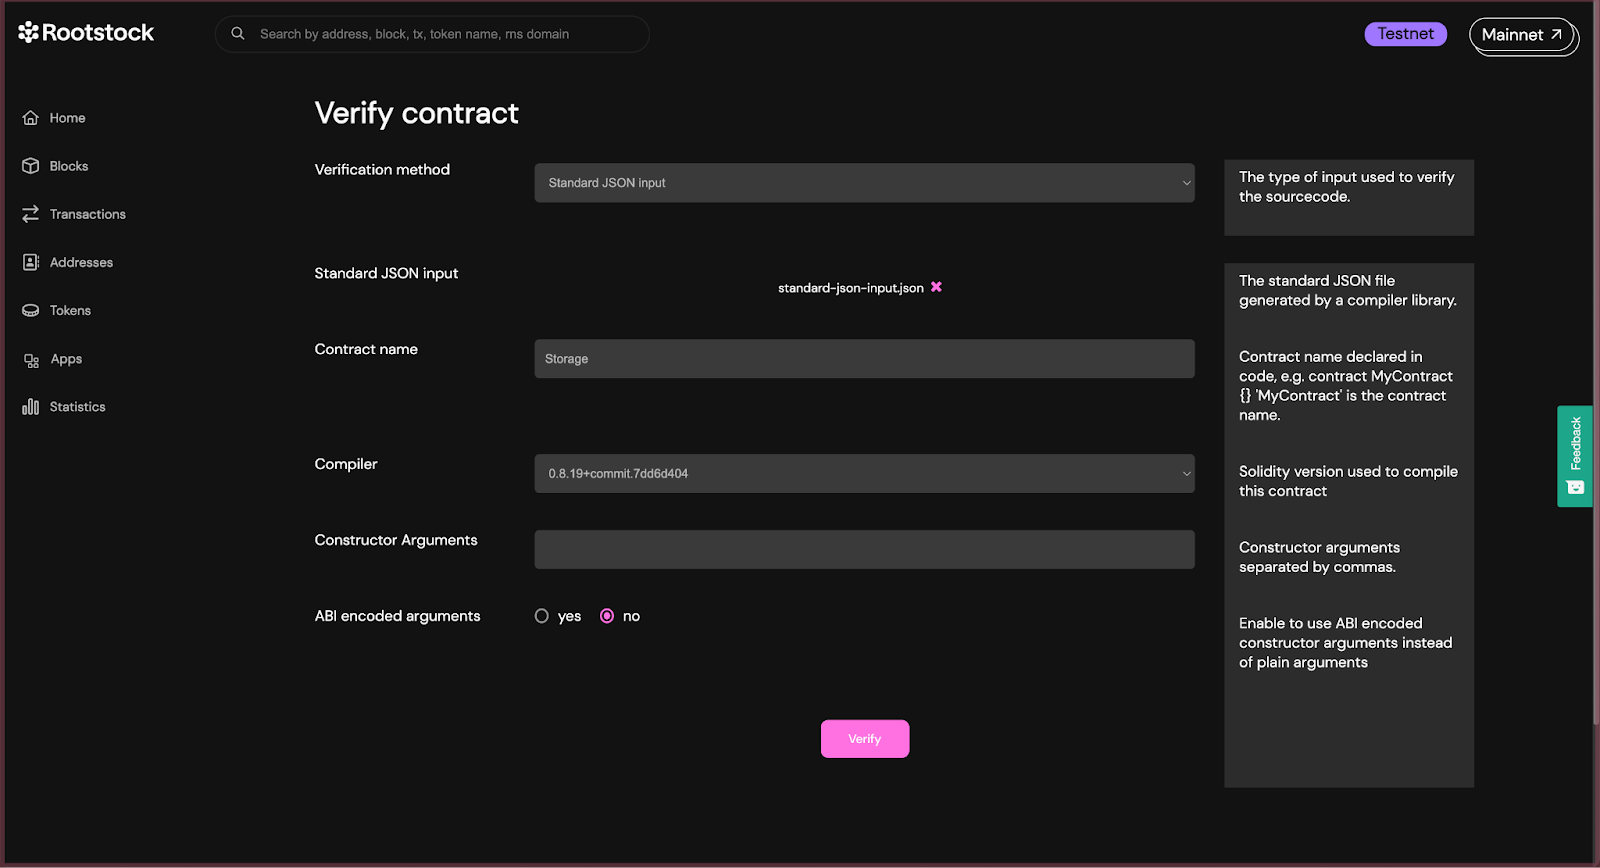 Rootstock
Search by address, block, tx, token name, rns domain
Testnet
Mainnet
Home
Blocks
Transactions
Addresses
Tokens
Apps
Statistics
Verify contract
Verification method
Standard JSON input
The type of input used to verify
the sourcecode.
Standard JSON input
standard-json-input.json
The standard JSON file
generated by a compiler library.
Contract name
Storage
Contract name declared in
code, e.g. contract MyContract
{} 'MyContract' is the contract
name.
Compiler
0.8.19+commit.7dd6d404
Solidity version used to compile
this contract
Constructor Arguments
Constructor arguments
separated by commas.
ABI encoded arguments
yes
no
Enable to use ABI encoded
constructor arguments instead
of plain arguments
Verify
Feedback